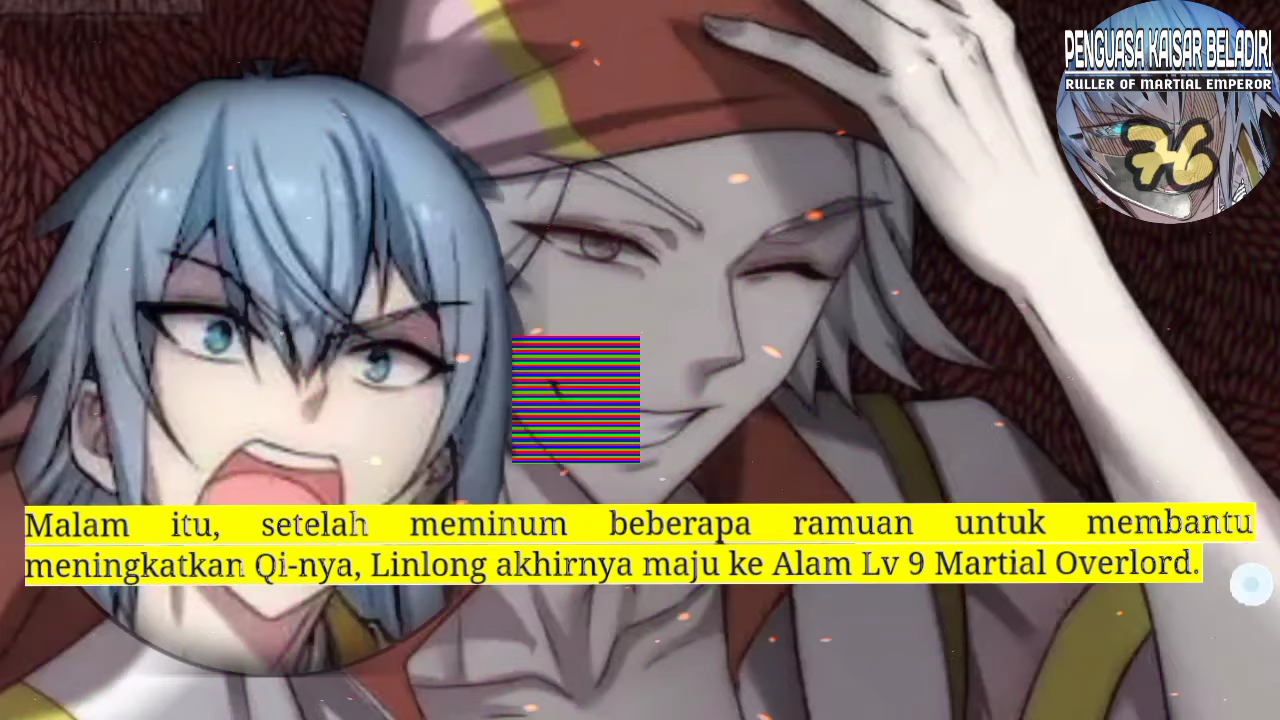 PENGUASA KAISAR BELADIRI
RULLER OF MARTIAL EMPEROR
76
Malam itu, setelah meminum beberapa ramuan untuk membantu
meningkatkan Qi-nya, Linlong akhirnya maju ke Alam Lv 9 Martial Overlord.